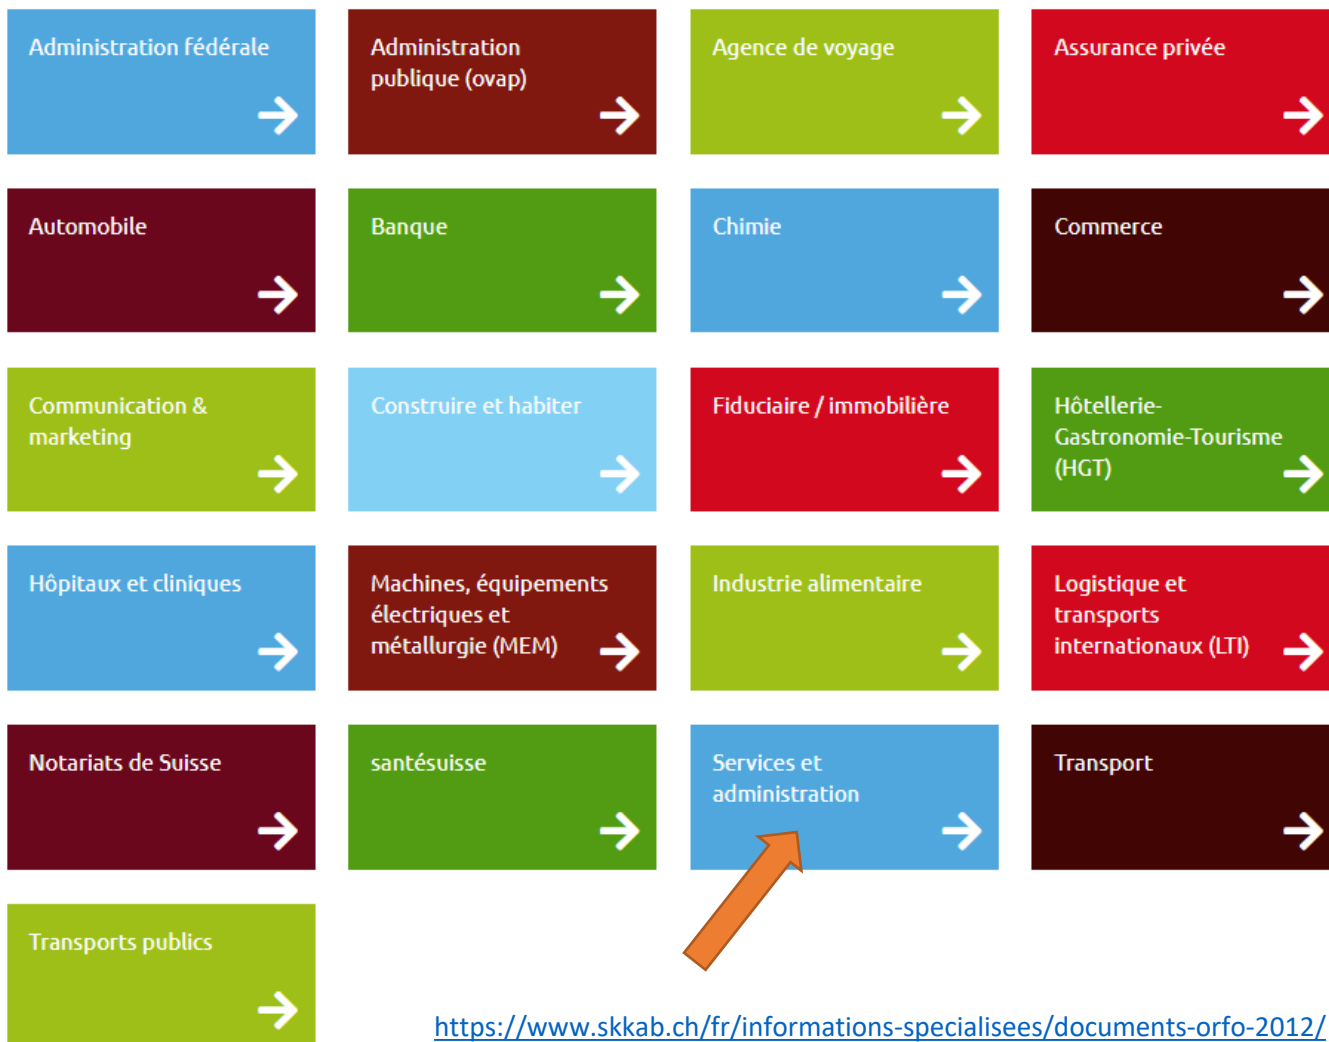 Administration fédérale
Administration
publique (ovap)
Agence de voyage
Assurance privée
Automobile
Banque
Chimie
Commerce
Communication &
marketing
Construire et habiter
Fiduciaire / immobilière
Hôtellerie-
Gastronomie-Tourisme
(HGT)
Hôpitaux et cliniques
Machines, équipements
électriques et
métallurgie (MEM)
Industrie alimentaire
Logistique et
transports
internationaux (LTI)
Notariats de Suisse
santésuisse
Services et
administration
Transport
Transports publics
https://www.skkab.ch/fr/informations-specialisees/documents-orfo-2012/